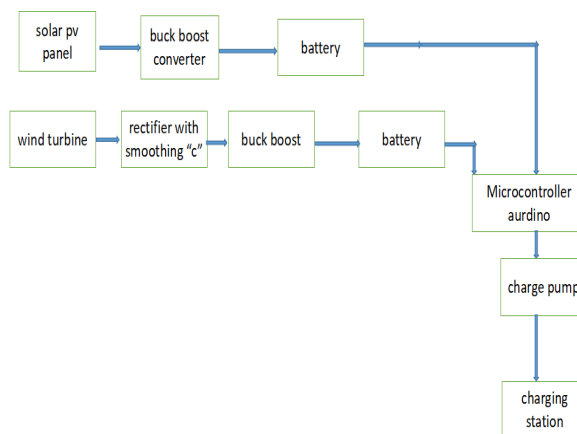 solar pv
panel
buck boost
converter
battery
wind turbine
rectifier with
smoothing “c”
buck boost
battery
Microcontroller
aurdino
charge pump
charging
station